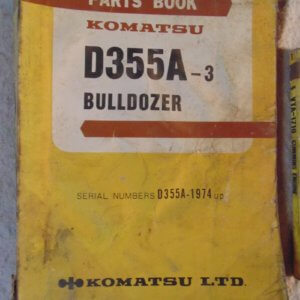 PARTS BOOK
KOMATSU
D355A-3
BULLDOZER
SERIAL NUMBERS D355A-1974 up
KOMATSU LTD.